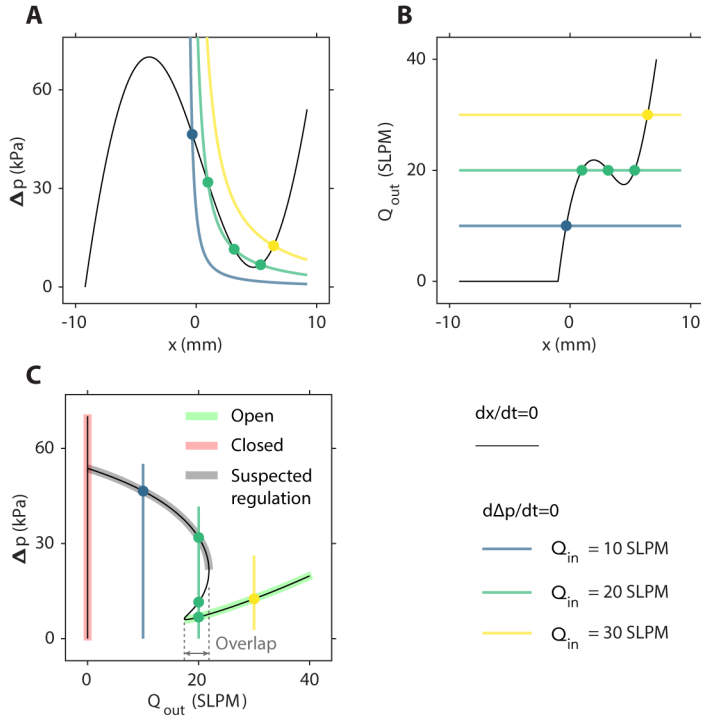 A
Δp (kPa)
60
30
0
-10
0
10
x (mm)
B
Q_out (SLPM)
40
20
0
-10
0
10
x (mm)
C
Δp (kPa)
60
30
0
0
20
40
Q_out (SLPM)
Open
Closed
Suspected
regulation
Overlap
dx/dt=0
dΔp/dt=0
Q_in = 10 SLPM
Q_in = 20 SLPM
Q_in = 30 SLPM